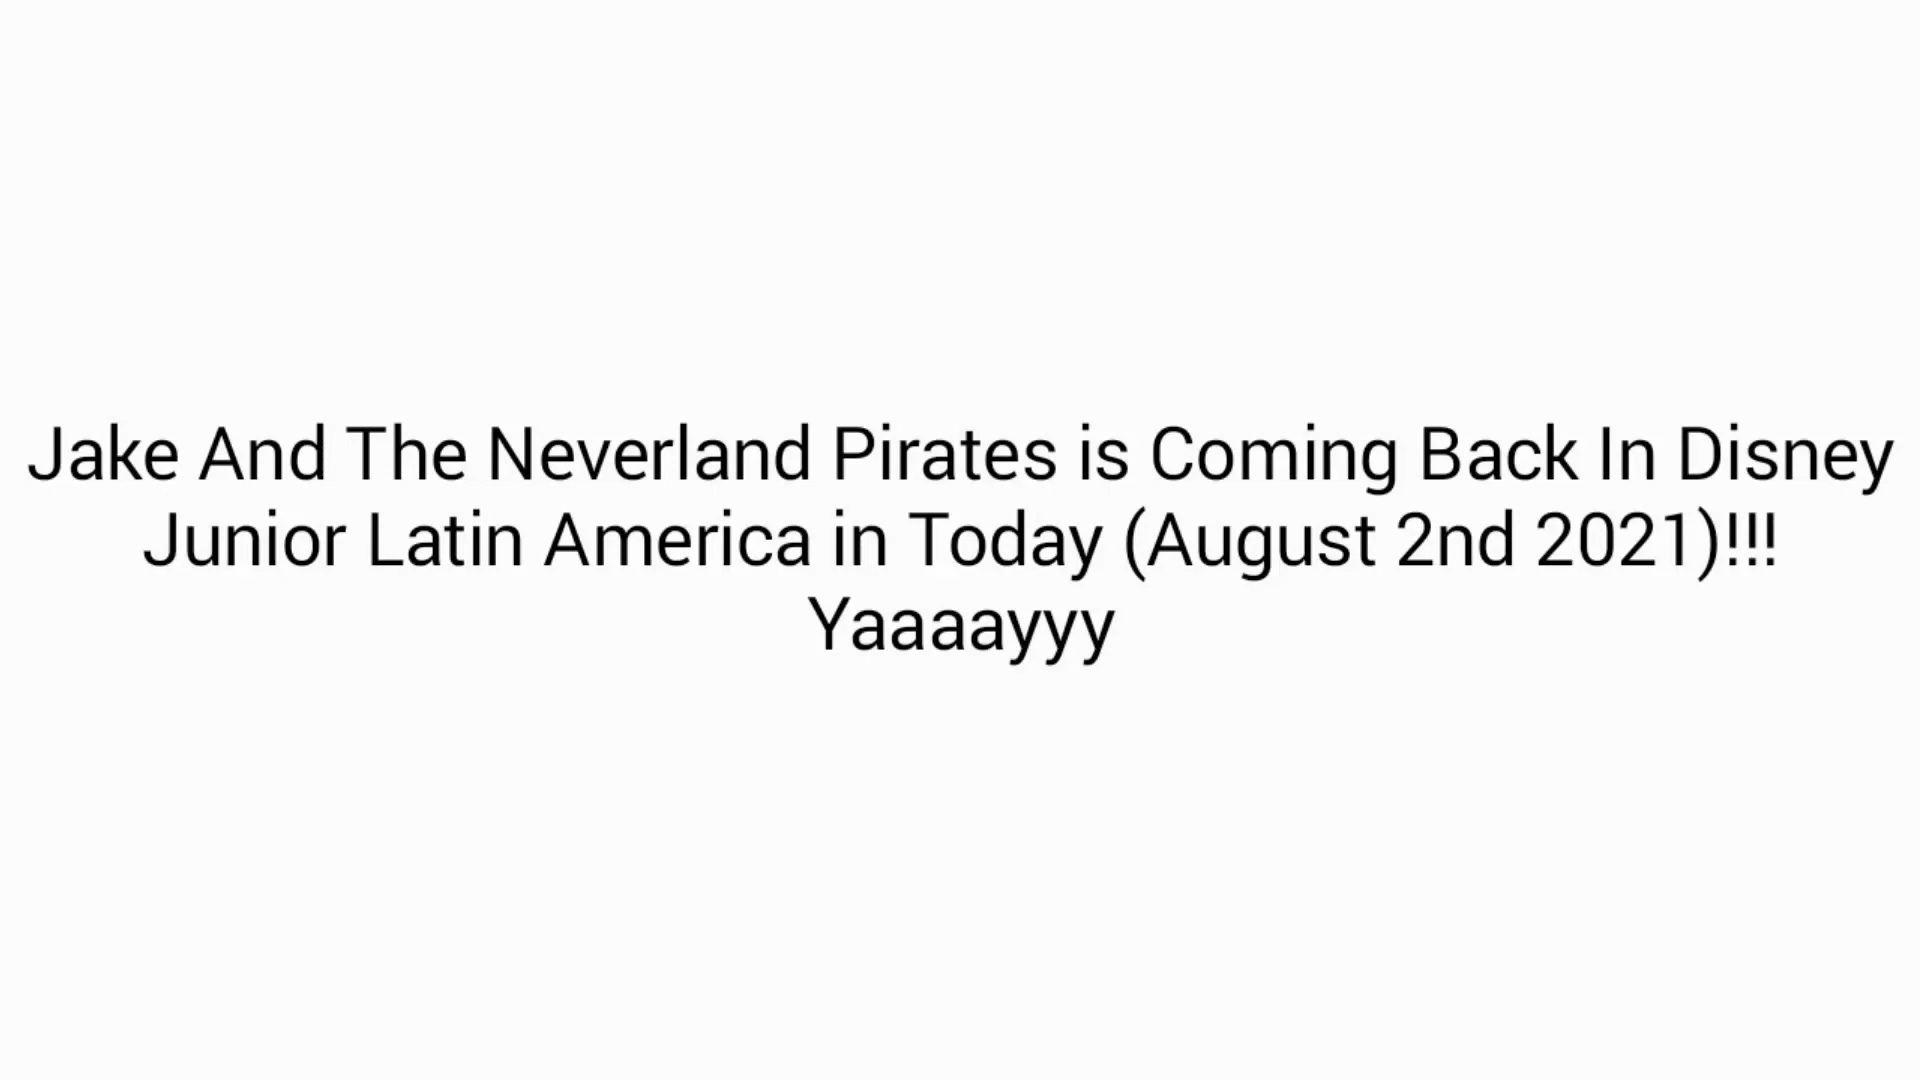 Jake And The Neverland Pirates is Coming Back In Disney
Junior Latin America in Today (August 2nd 2021)!!!
Yaaaayyy